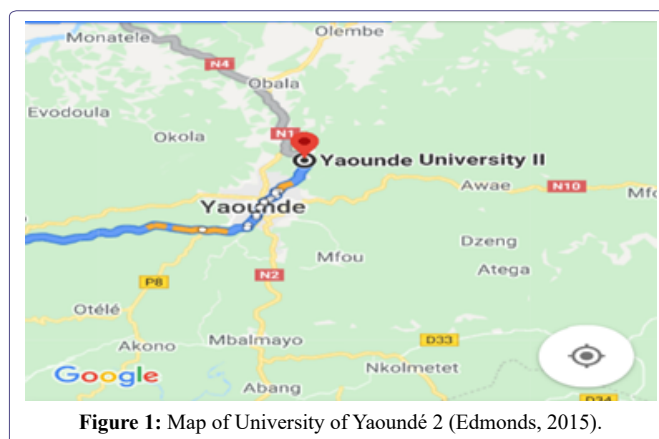 Monatele
Olembe
N4
Obala
Evodoula
Okola
N1
Yaounde University II
Awae
N10
Mfo
Yaounde
Dzeng
Mfou
Atega
N2
P8
Otélé
Akono
Mbalmayo
D33
Nkolmetet
Google
Abang
D34
Figure 1: Map of University of Yaoundé 2 (Edmonds, 2015).